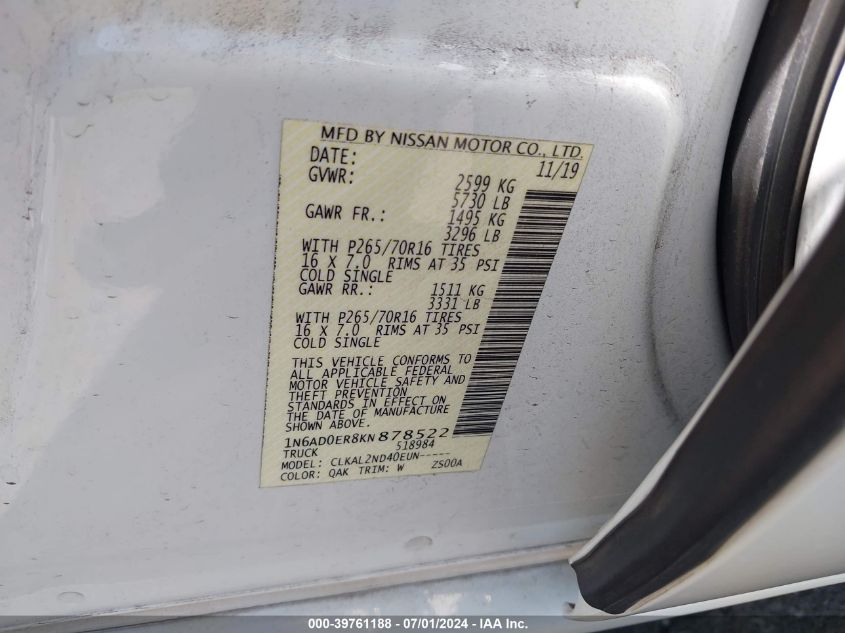 MFD BY NISSAN MOTOR CO., LTD.
DATE: 11/19
GVWR: 2599 KG
5730 LB
GAWR FR.: 1495 KG
3296 LB
WITH P265/70R16 TIRES
16 X 7.0 RIMS AT 35 PSI
COLD SINGLE
GAWR RR.: 1511 KG
3331 LB
WITH P265/70R16 TIRES
16 X 7.0 RIMS AT 35 PSI
COLD SINGLE
THIS VEHICLE CONFORMS TO
ALL APPLICABLE FEDERAL
MOTOR VEHICLE SAFETY AND
THEFT PREVENTION
STANDARDS IN EFFECT ON
THE DATE OF MANUFACTURE
SHOWN ABOVE.
1N6AD0ER8KN878522
TRUCK 518984
MODEL: CLKAL2ND40EUN-----
COLOR: QAK TRIM: W ZS00A
000-39761188 - 07/01/2024 - IAA Inc.